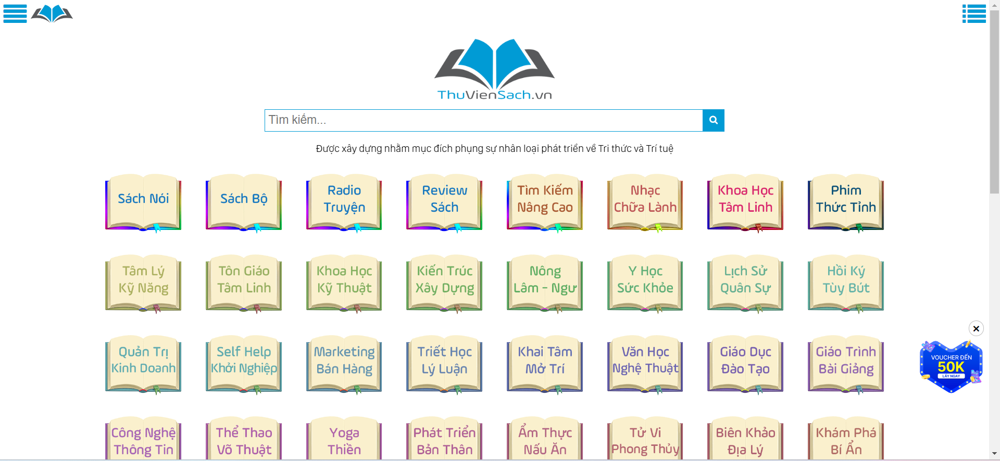 ThuVienSach.vn
Tìm kiếm...
Được xây dựng nhằm mục đích phụng sự nhân loại phát triển về Tri thức và Trí tuệ
Sách Nói
Sách Bộ
Radio
Truyện
Review
Sách
Tìm Kiếm
Nâng Cao
Nhạc
Chữa Lành
Khoa Học
Tâm Linh
Phim
Thức Tỉnh
Tâm Lý
Kỹ Năng
Tôn Giáo
Tâm Linh
Khoa Học
Kỹ Thuật
Kiến Trúc
Xây Dựng
Nông
Lâm - Ngư
Y Học
Sức Khỏe
Lịch Sử
Quân Sự
Hồi Ký
Tùy Bút
Quản Trị
Kinh Doanh
Self Help
Khởi Nghiệp
Marketing
Bán Hàng
Triết Học
Lý Luận
Khai Tâm
Mở Trí
Văn Học
Nghệ Thuật
Giáo Dục
Đào Tạo
Giáo Trình
Bài Giảng
VOUCHER ĐẾN
50K
LẤY NGAY
Công Nghệ
Thông Tin
Thể Thao
Võ Thuật
Yoga
Thiền
Phát Triển
Bản Thân
Ẩm Thực
Nấu Ăn
Tử Vi
Phong Thủy
Biên Khảo
Địa Lý
Khám Phá
Bí Ẩn